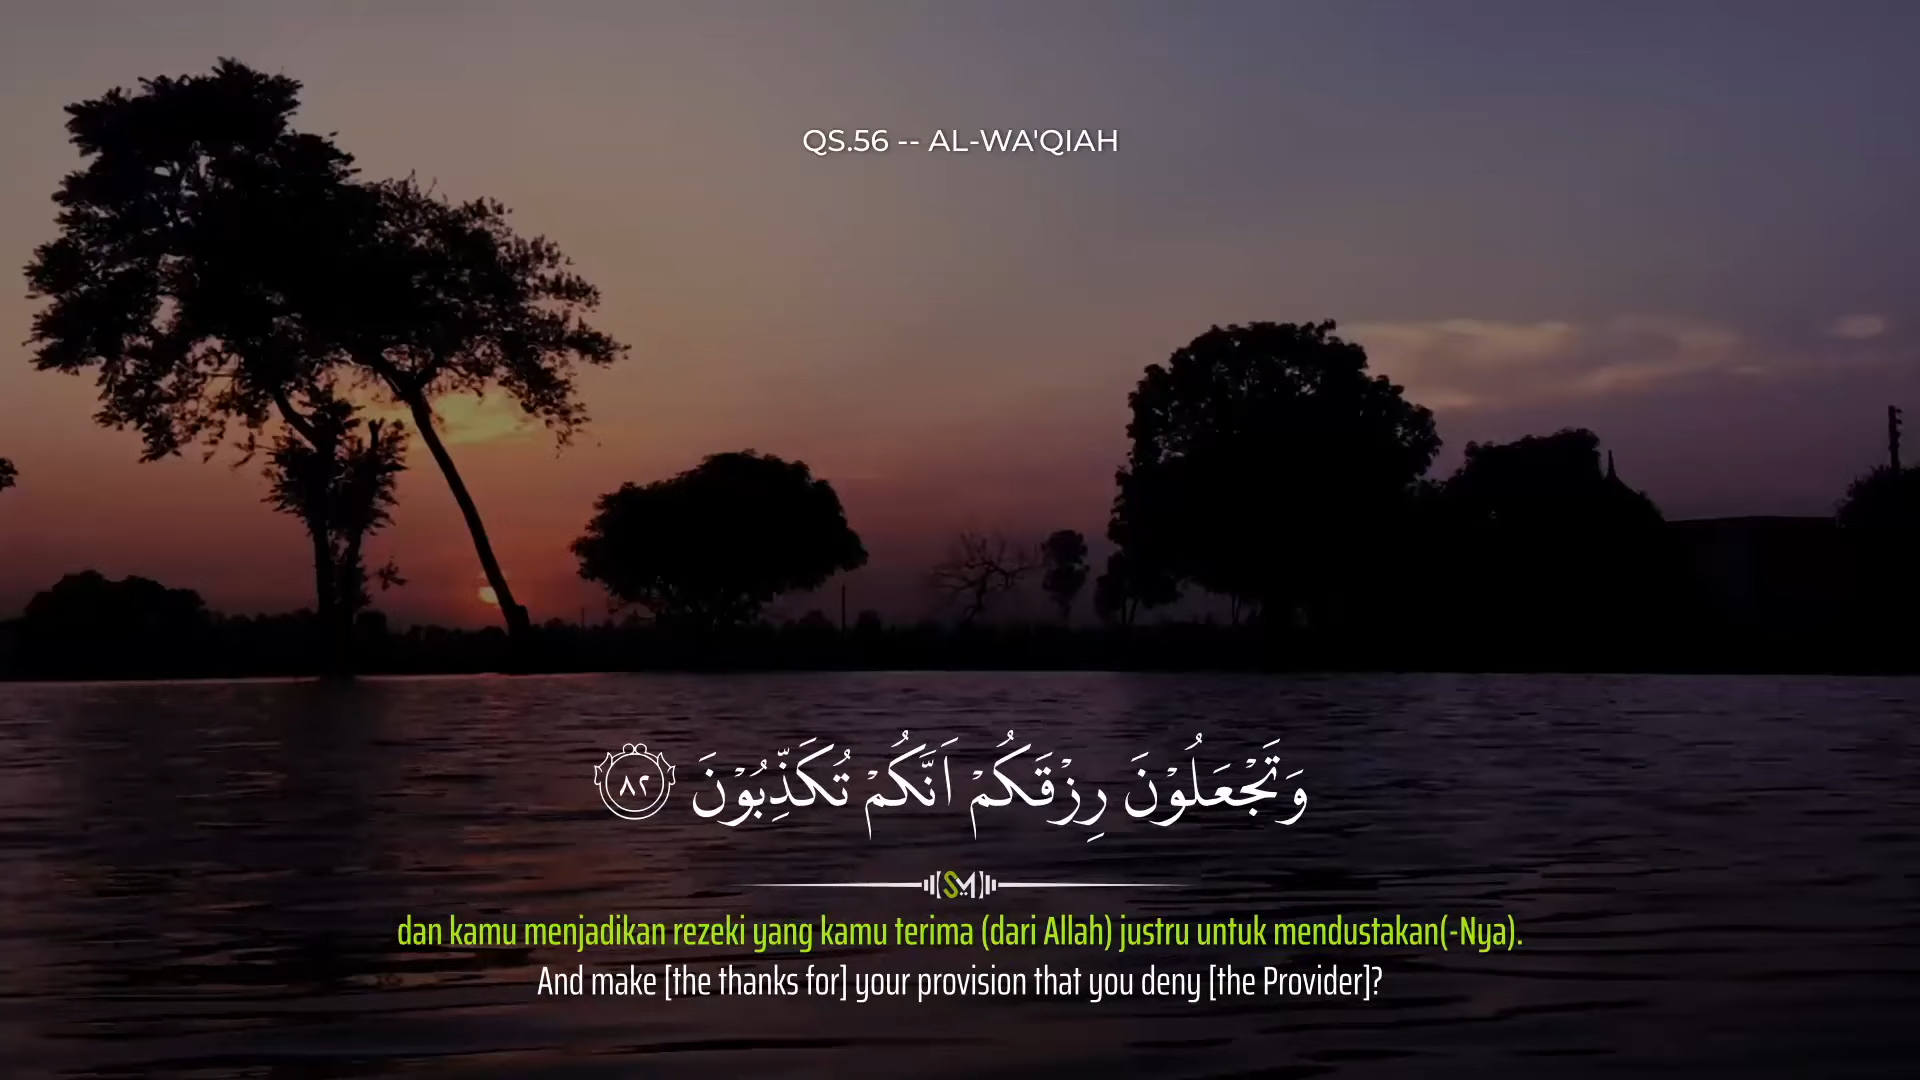 QS.56 -- AL-WA'QIAH
وَتَجْعَلُوْنَ رِزْقَكُمْ اَنَّكُمْ تُكَذِّبُوْنَ ٨٢
SM
dan kamu menjadikan rezeki yang kamu terima (dari Allah) justru untuk mendustakan(-Nya).
And make [the thanks for] your provision that you deny [the Provider]?